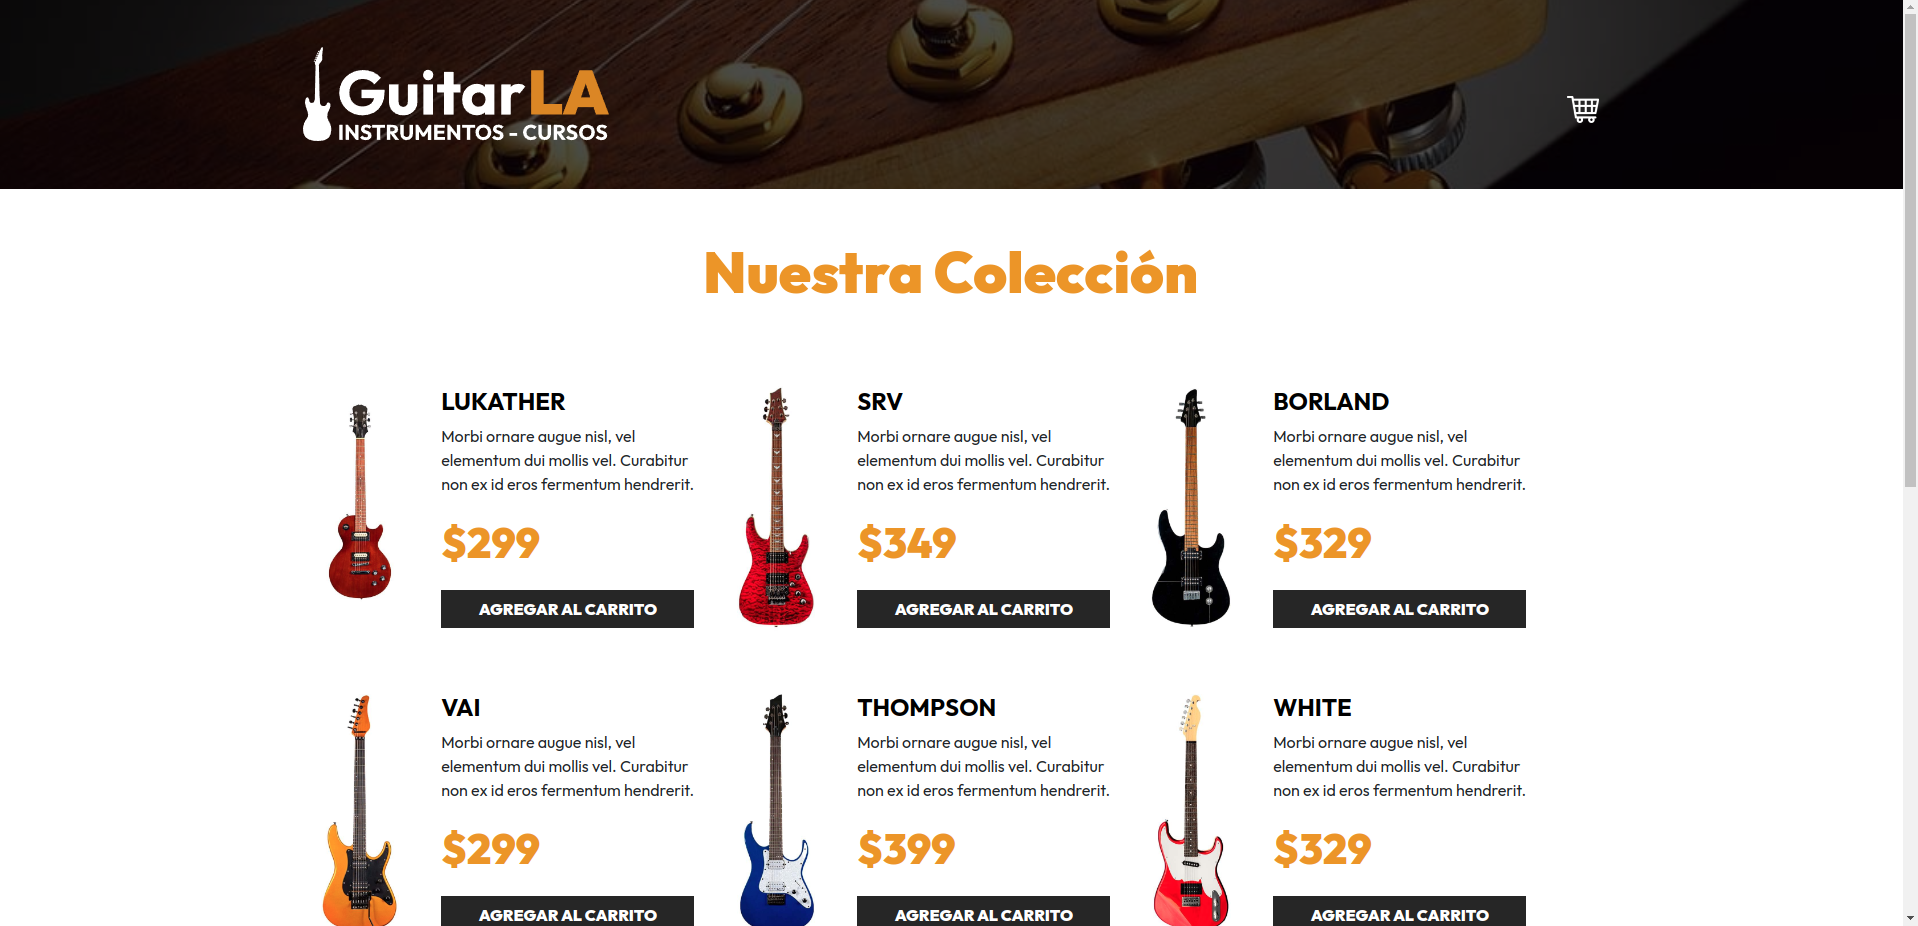 GuitarLA
INSTRUMENTOS - CURSOS
Nuestra Colección
LUKATHER
Morbi ornare augue nisl, vel
elementum dui mollis vel. Curabitur
non ex id eros fermentum hendrerit.
$299
AGREGAR AL CARRITO
SRV
Morbi ornare augue nisl, vel
elementum dui mollis vel. Curabitur
non ex id eros fermentum hendrerit.
$349
AGREGAR AL CARRITO
BORLAND
Morbi ornare augue nisl, vel
elementum dui mollis vel. Curabitur
non ex id eros fermentum hendrerit.
$329
AGREGAR AL CARRITO
VAI
Morbi ornare augue nisl, vel
elementum dui mollis vel. Curabitur
non ex id eros fermentum hendrerit.
$299
AGREGAR AL CARRITO
THOMPSON
Morbi ornare augue nisl, vel
elementum dui mollis vel. Curabitur
non ex id eros fermentum hendrerit.
$399
AGREGAR AL CARRITO
WHITE
Morbi ornare augue nisl, vel
elementum dui mollis vel. Curabitur
non ex id eros fermentum hendrerit.
$329
AGREGAR AL CARRITO